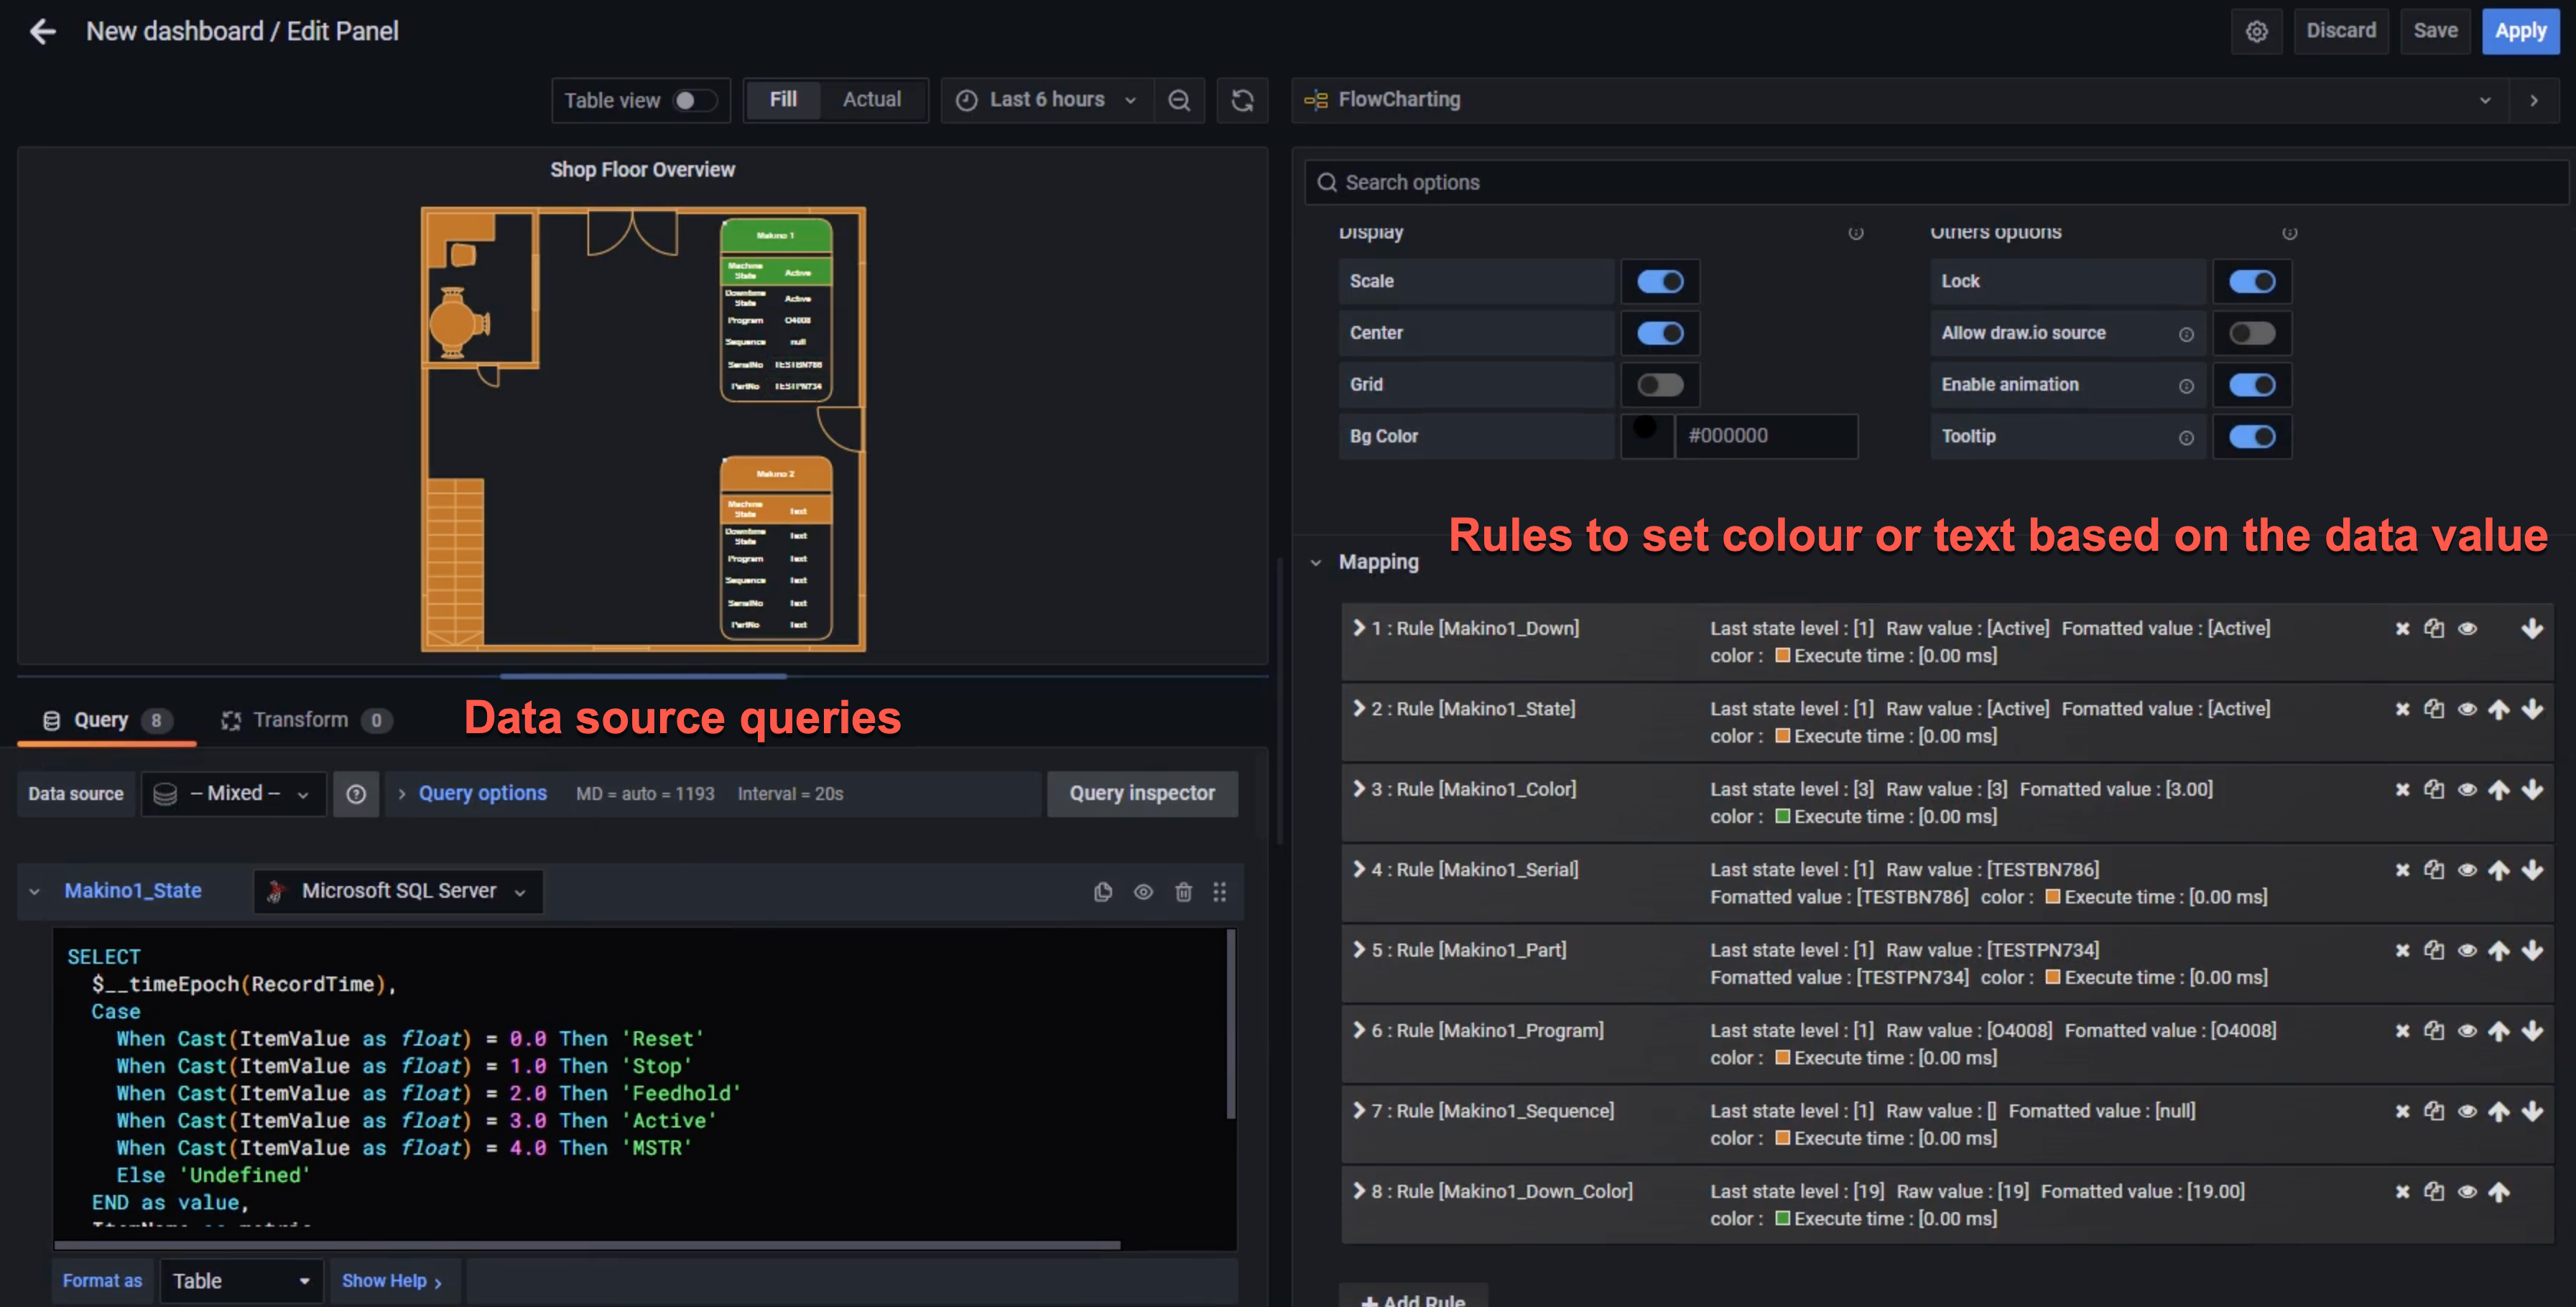 New dashboard / Edit Panel
Discard
Save
Apply
Table view
Fill
Actual
Last 6 hours
FlowCharting
Shop Floor Overview
Makino 1
Machine State
Active
Downtime State
Active
Program
O4008
Sequence
null
SerialNo
TESTBN786
PartNo
TESTPN734
Makino 2
Machine State
Text
Downtime State
Text
Program
Text
Sequence
Text
SerialNo
Text
PartNo
Text
Search options
Display
Others options
Scale
Lock
Center
Allow draw.io source
Grid
Enable animation
Bg Color
#000000
Tooltip
Rules to set colour or text based on the data value
Mapping
1 : Rule [Makino1_Down]
Last state level : [1] Raw value : [Active] Fomatted value : [Active]
color : Execute time : [0.00 ms]
2 : Rule [Makino1_State]
Last state level : [1] Raw value : [Active] Fomatted value : [Active]
color : Execute time : [0.00 ms]
3 : Rule [Makino1_Color]
Last state level : [3] Raw value : [3] Fomatted value : [3.00]
color : Execute time : [0.00 ms]
4 : Rule [Makino1_Serial]
Last state level : [1] Raw value : [TESTBN786]
Fomatted value : [TESTBN786] color : Execute time : [0.00 ms]
5 : Rule [Makino1_Part]
Last state level : [1] Raw value : [TESTPN734]
Fomatted value : [TESTPN734] color : Execute time : [0.00 ms]
6 : Rule [Makino1_Program]
Last state level : [1] Raw value : [O4008] Fomatted value : [O4008]
color : Execute time : [0.00 ms]
7 : Rule [Makino1_Sequence]
Last state level : [1] Raw value : [] Fomatted value : [null]
color : Execute time : [0.00 ms]
8 : Rule [Makino1_Down_Color]
Last state level : [19] Raw value : [19] Fomatted value : [19.00]
color : Execute time : [0.00 ms]
+ Add Rule
Query 8
Transform 0
Data source queries
Data source
-- Mixed --
Query options
MD = auto = 1193
Interval = 20s
Query inspector
Makino1_State
Microsoft SQL Server
SELECT
$__timeEpoch(RecordTime),
Case
When Cast(ItemValue as float) = 0.0 Then 'Reset'
When Cast(ItemValue as float) = 1.0 Then 'Stop'
When Cast(ItemValue as float) = 2.0 Then 'Feedhold'
When Cast(ItemValue as float) = 3.0 Then 'Active'
When Cast(ItemValue as float) = 4.0 Then 'MSTR'
Else 'Undefined'
END as value,
ItemName as metric
Format as
Table
Show Help >